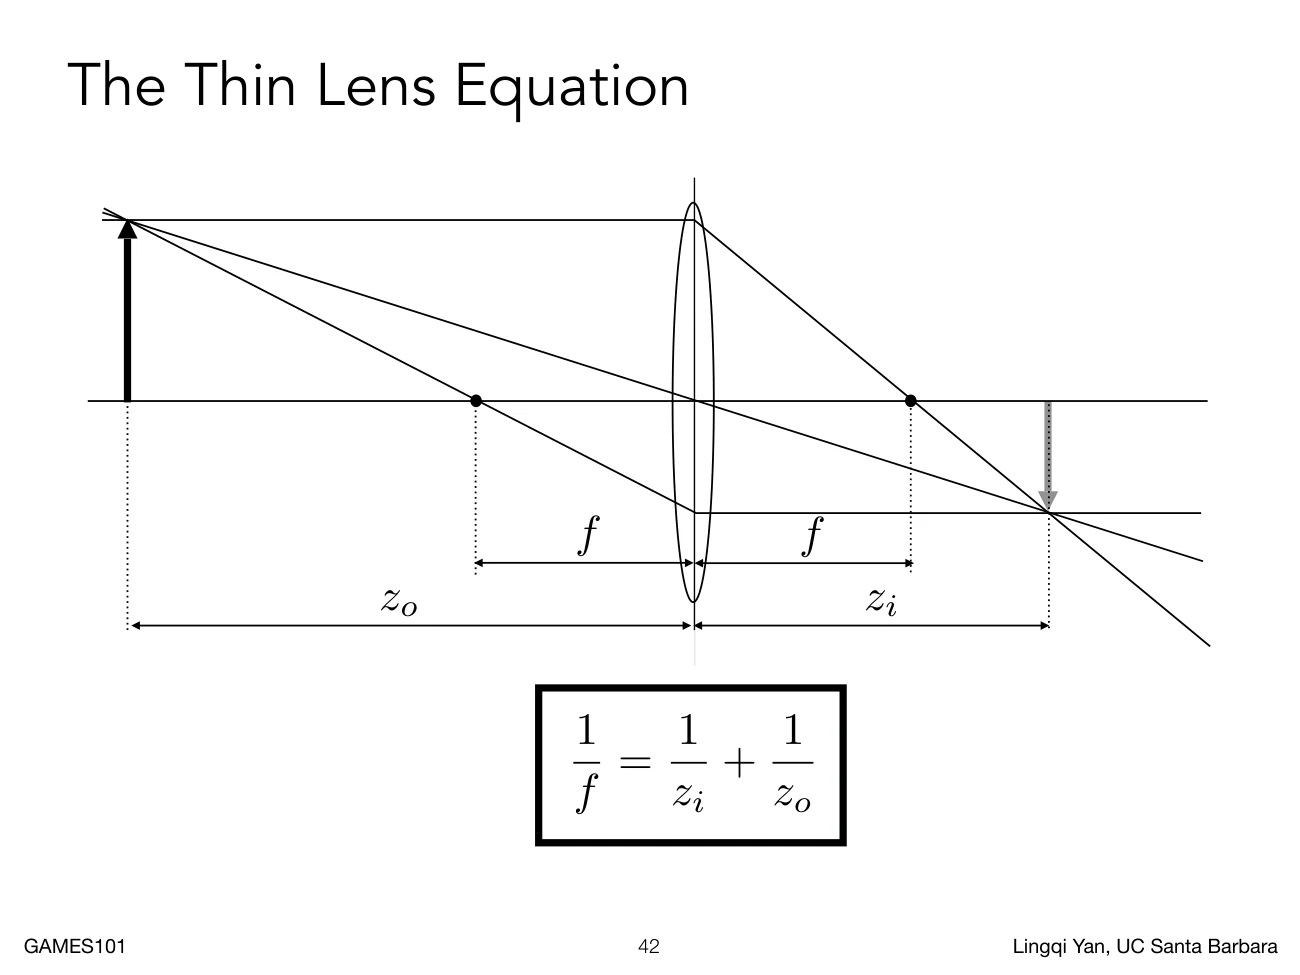 The Thin Lens Equation
f
f
z_o
z_i
1/f = 1/z_i + 1/z_o
GAMES101
42
Lingqi Yan, UC Santa Barbara